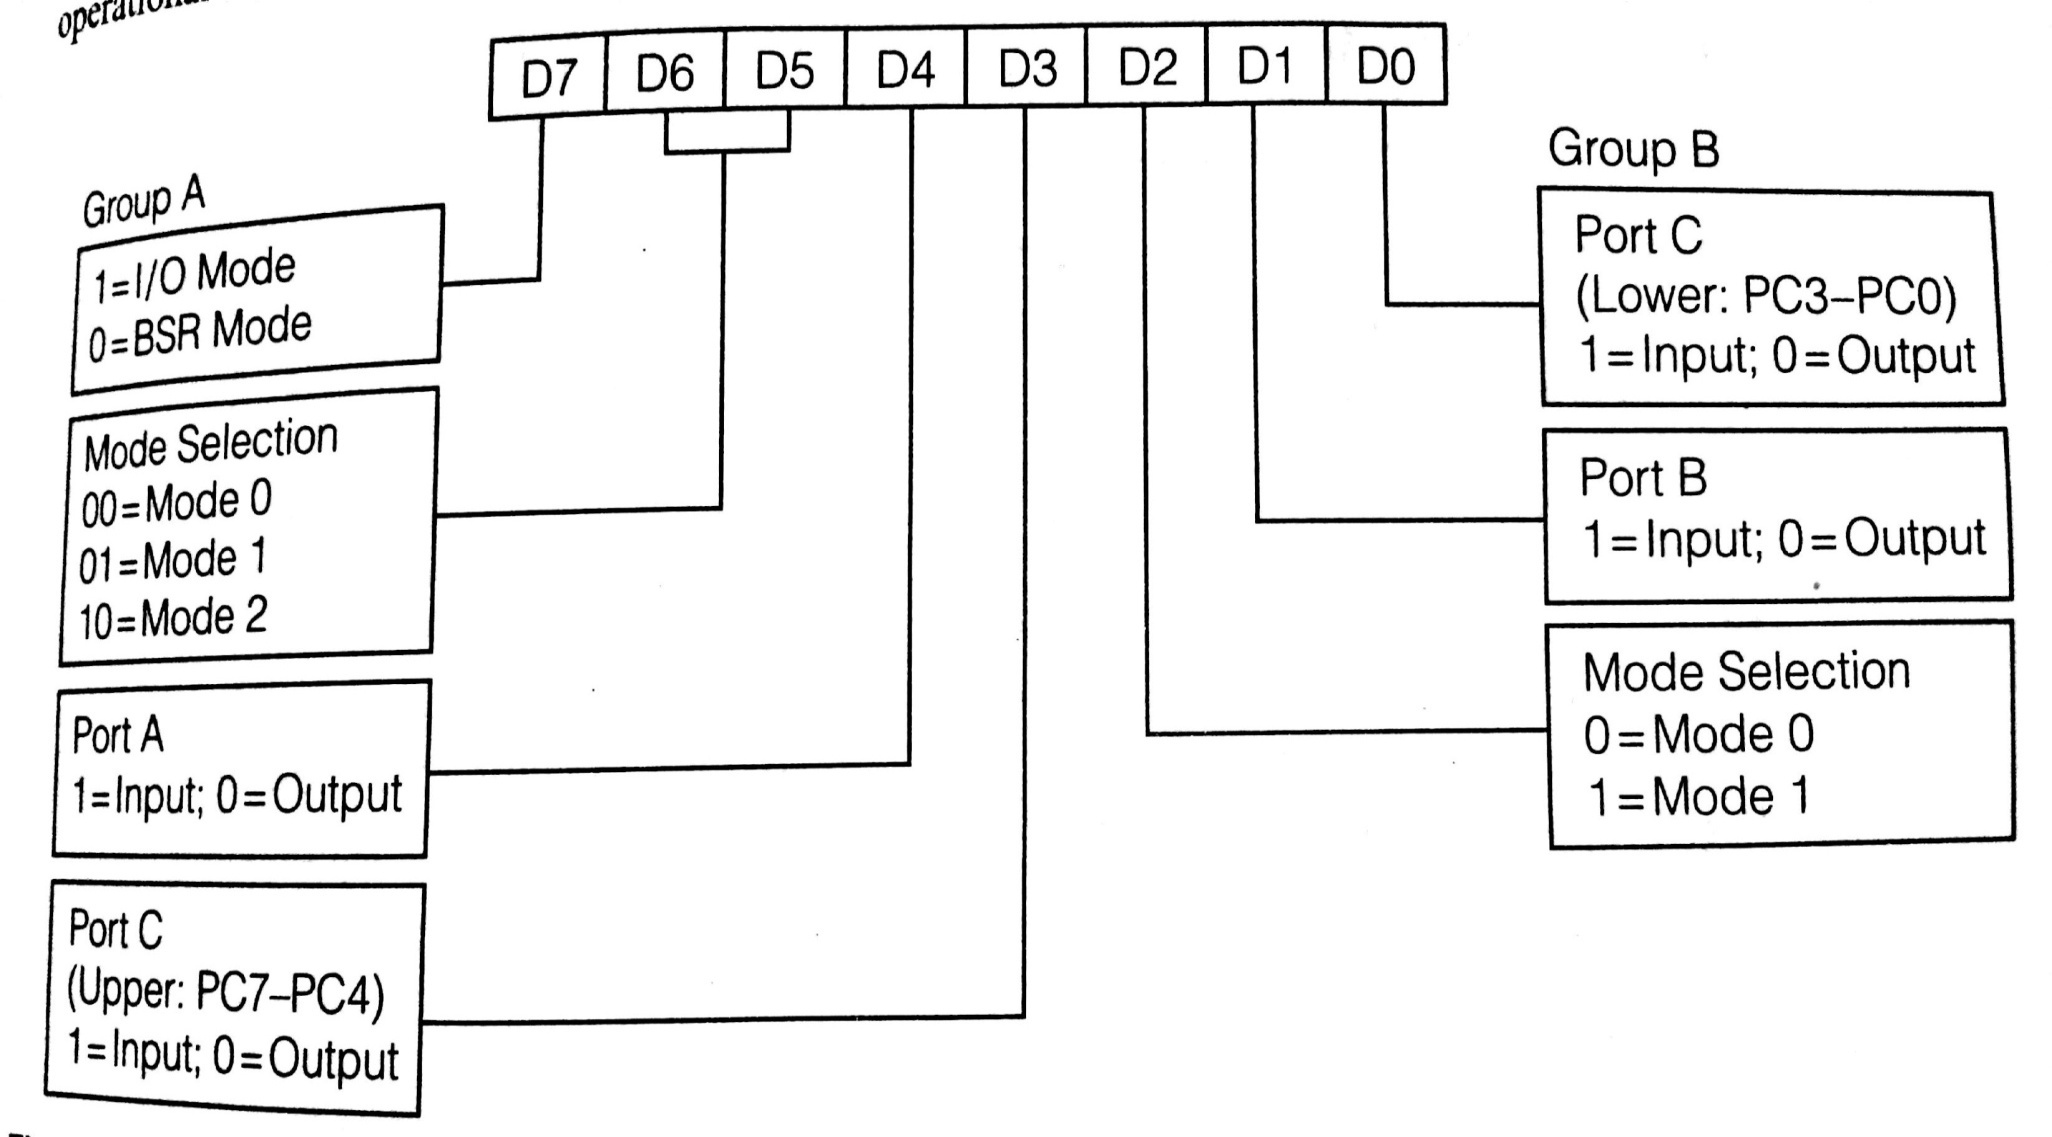 D7 D6 D5 D4 D3 D2 D1 D0
Group A
1=I/O Mode
0=BSR Mode
Mode Selection
00=Mode 0
01=Mode 1
10=Mode 2
Port A
1=Input; 0=Output
Port C
(Upper: PC7–PC4)
1=Input; 0=Output
Group B
Port C
(Lower: PC3–PC0)
1=Input; 0=Output
Port B
1=Input; 0=Output
Mode Selection
0=Mode 0
1=Mode 1